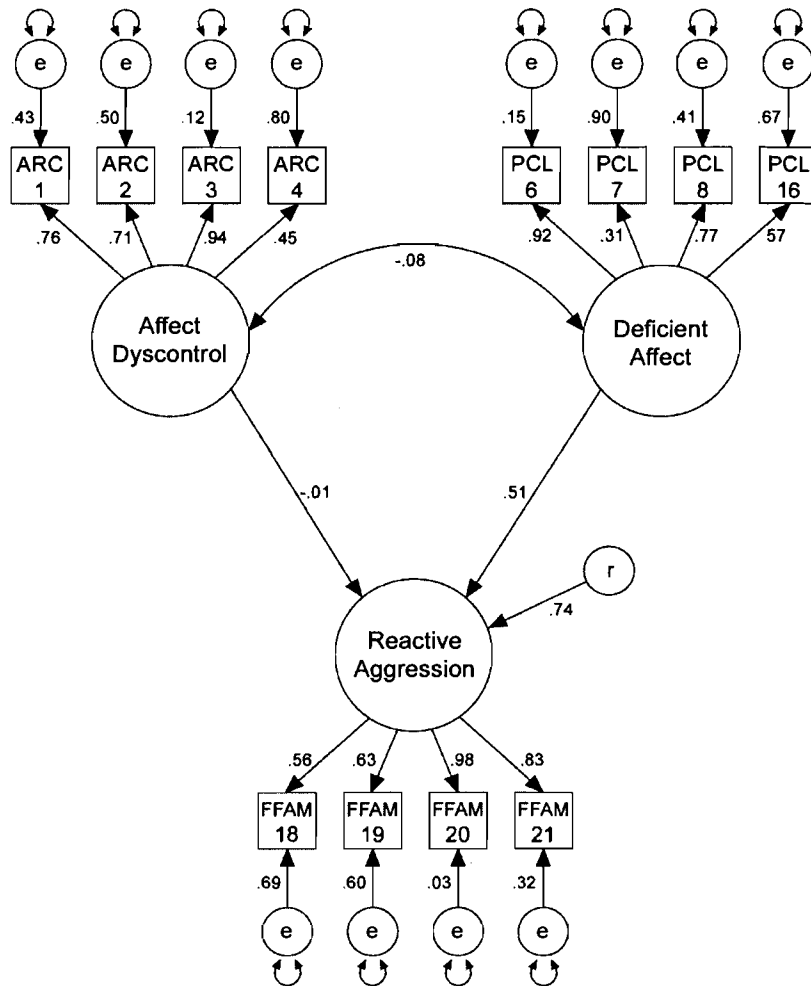 e e e e e e e e
.43 .50 .12 .80 .15 .90 .41 .67
ARC ARC ARC ARC PCL PCL PCL PCL
1 2 3 4 6 7 8 16
.76 .71 .94 .45 .92 .31 .77 57
-.08
Affect Deficient
Dyscontrol Affect
-.01 .51
r
.74
Reactive
Aggression
.56 .63 .98 .83
FFAM FFAM FFAM FFAM
18 19 20 21
.69 .60 .03 .32
e e e e